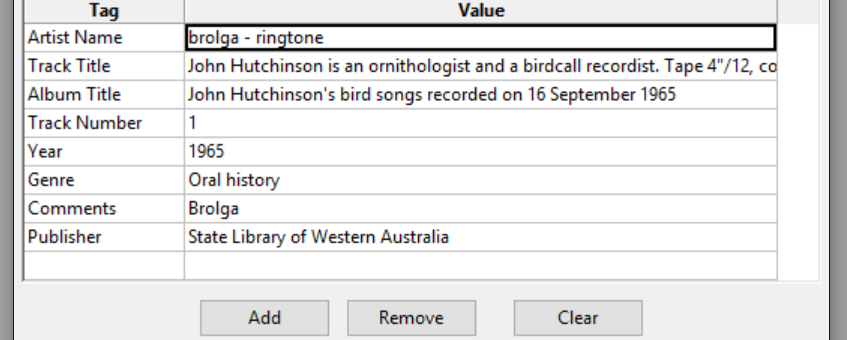 Tag Value
Artist Name brolga - ringtone
Track Title John Hutchinson is an ornithologist and a birdcall recordist. Tape 4"/12, co
Album Title John Hutchinson's bird songs recorded on 16 September 1965
Track Number 1
Year 1965
Genre Oral history
Comments Brolga
Publisher State Library of Western Australia
Add Remove Clear